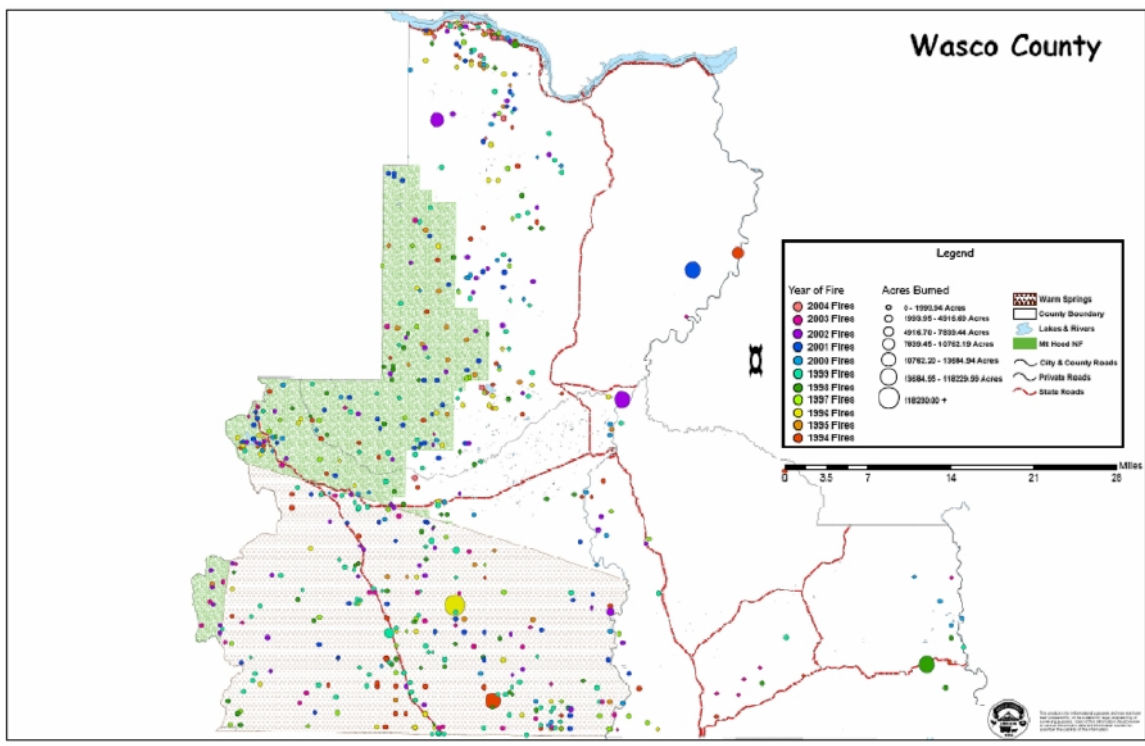 Wasco County
Legend
Year of Fire
2004 Fires
2003 Fires
2002 Fires
2001 Fires
2000 Fires
1999 Fires
1998 Fires
1997 Fires
1996 Fires
1995 Fires
1994 Fires
Acres Burned
0 - 1999.94 Acres
1999.95 - 4916.69 Acres
4916.70 - 7839.44 Acres
7839.45 - 10762.19 Acres
10762.20 - 13684.94 Acres
13684.95 - 118229.99 Acres
118230.00 +
Warm Springs
County Boundary
Lakes & Rivers
Mt Hood NF
City & County Roads
Private Roads
State Roads
0 3.5 7 14 21 28 Miles